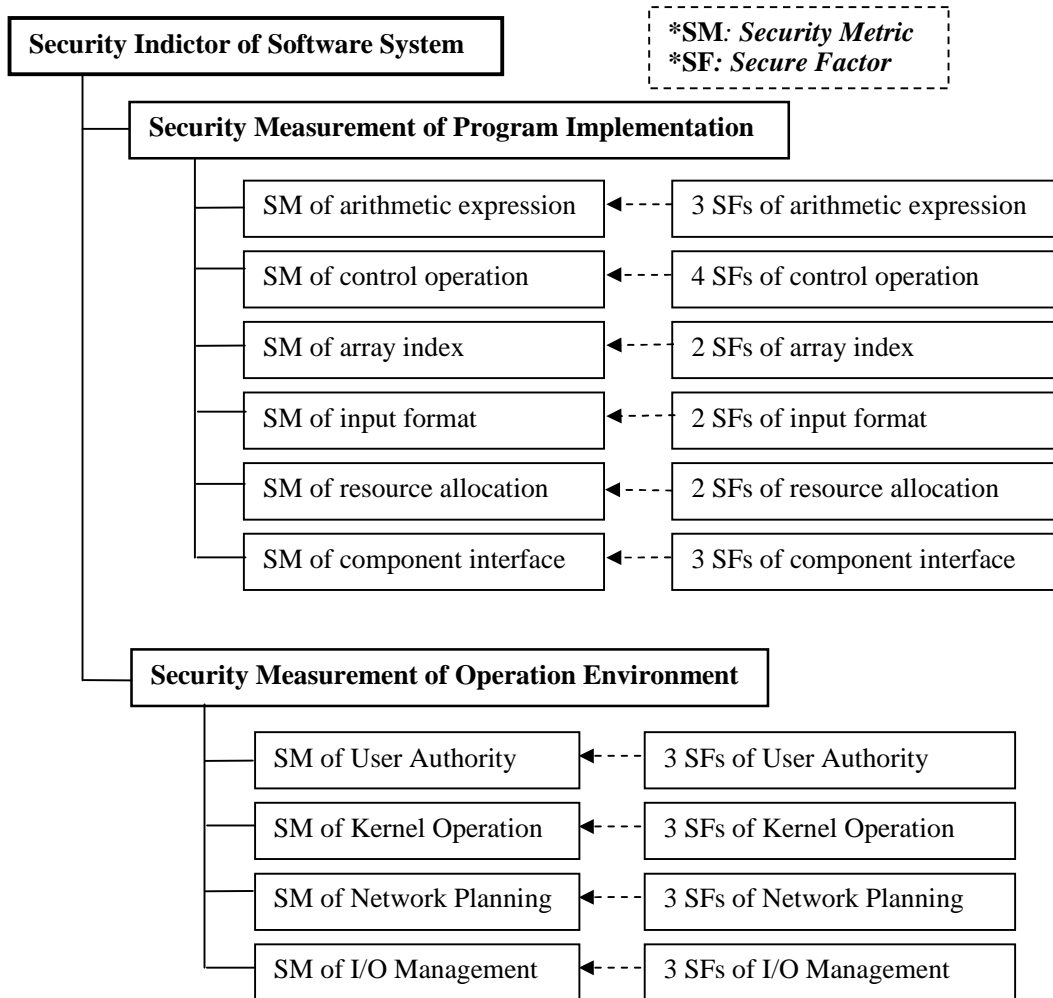 Security Indictor of Software System
*SM: Security Metric
*SF: Secure Factor
Security Measurement of Program Implementation
SM of arithmetic expression
3 SFs of arithmetic expression
SM of control operation
4 SFs of control operation
SM of array index
2 SFs of array index
SM of input format
2 SFs of input format
SM of resource allocation
2 SFs of resource allocation
SM of component interface
3 SFs of component interface
Security Measurement of Operation Environment
SM of User Authority
3 SFs of User Authority
SM of Kernel Operation
3 SFs of Kernel Operation
SM of Network Planning
3 SFs of Network Planning
SM of I/O Management
3 SFs of I/O Management